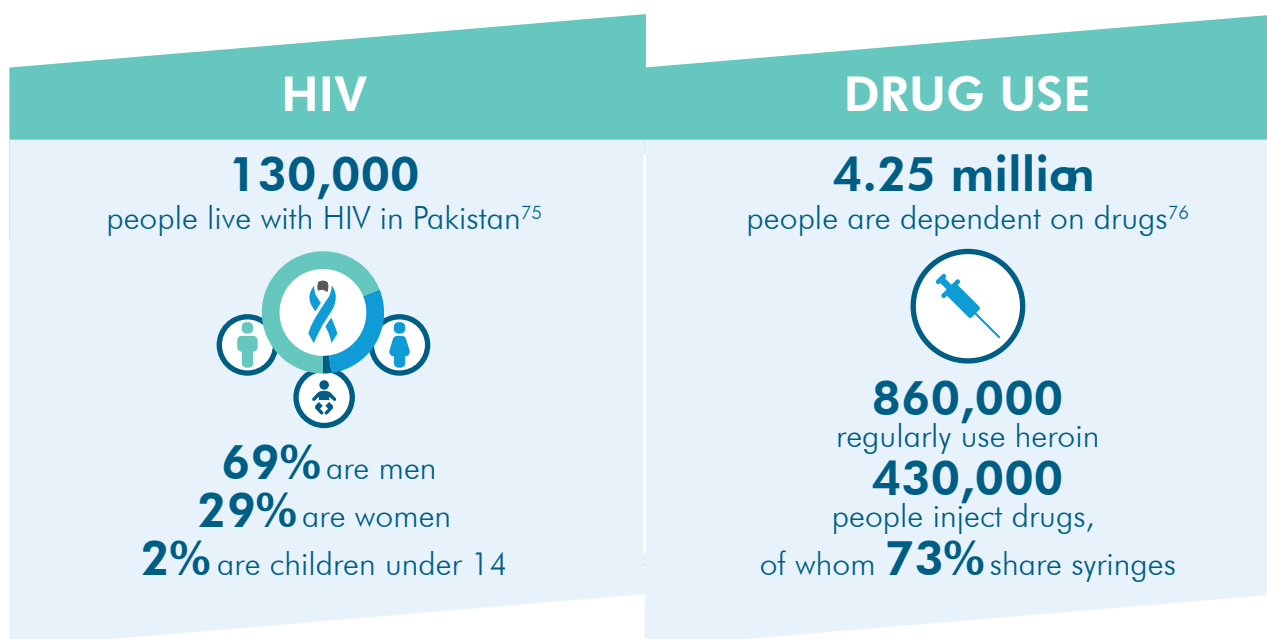 HIV
130,000
people live with HIV in Pakistan75
69% are men
29% are women
2% are children under 14
DRUG USE
4.25 million
people are dependent on drugs76
860,000
regularly use heroin
430,000
people inject drugs,
of whom 73% share syringes